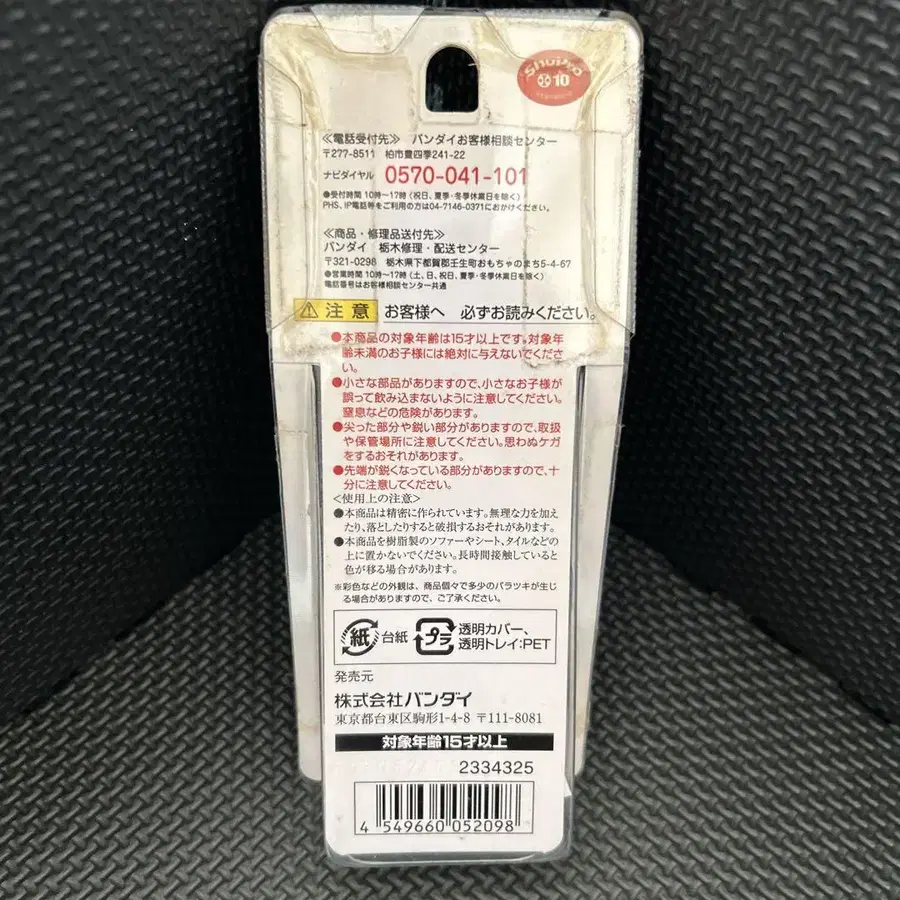 ShoPro
10
≪電話受付先≫ バンダイお客様相談センター
〒277-8511 柏市豊四季241-22
ナビダイヤル 0570-041-101
●受付時間 10時～17時 (祝日、夏季・冬季休業日を除く)
PHS、IP電話等をご利用の方は04-7146-0371におかけください。
≪商品・修理品送付先≫
バンダイ 栃木修理・配送センター
〒321-0298 栃木県下都賀郡壬生町おもちゃのまち5-4-67
●営業時間 10時～17時 (土、日、祝日、夏季・冬季休業日を除く)
電話番号はお客様相談センター共通
注意 お客様へ 必ずお読みください。
●本商品の対象年齢は15才以上です。対象年
齢未満のお子様には絶対に与えないでくださ
い。
●小さな部品がありますので、小さなお子様が
誤って飲み込まないように注意してください。
窒息などの危険があります。
●尖った部分や鋭い部分がありますので、取扱
や保管場所に注意してください。思わぬケガ
をするおそれがあります。
●先端が鋭くなっている部分がありますので、十
分に注意してください。
<使用上の注意>
●本商品は精密に作られています。無理な力を加え
たり、落としたりすると破損するおそれがあります。
●本商品を樹脂製のソファーやシート、タイルなどの
上に置かないでください。長時間接触していると
色が移る場合があります。
※彩色などの外観は、商品個々で多少のバラツキが生じ
る場合がありますので、ご了承ください。
紙 台紙 プラ 透明カバー、
透明トレイ:PET
発売元
株式会社バンダイ
東京都台東区駒形1-4-8 〒111-8081
対象年齢15才以上
2334325
4 549660 052098